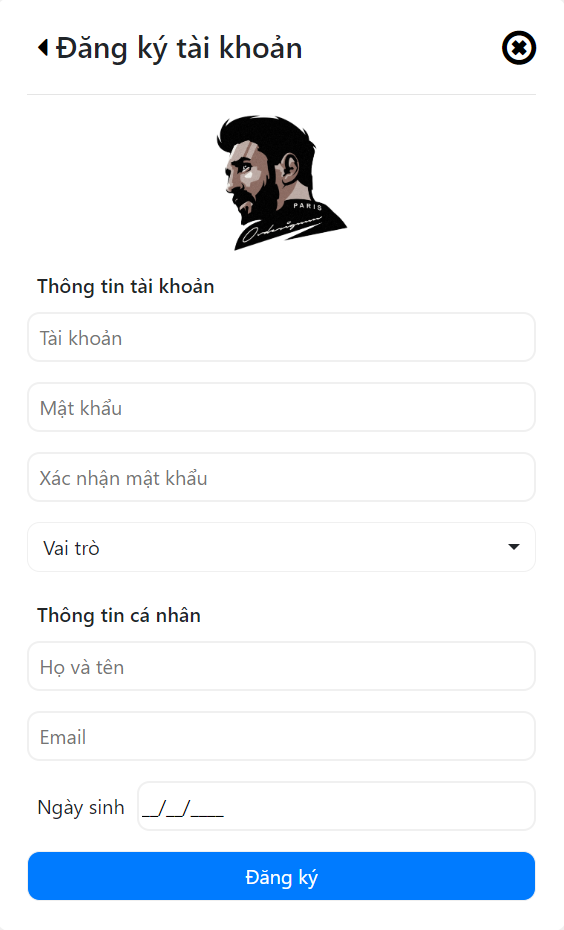 Đăng ký tài khoản
PARIS
Thông tin tài khoản
Tài khoản
Mật khẩu
Xác nhận mật khẩu
Vai trò
Thông tin cá nhân
Họ và tên
Email
Ngày sinh __/__/____
Đăng ký